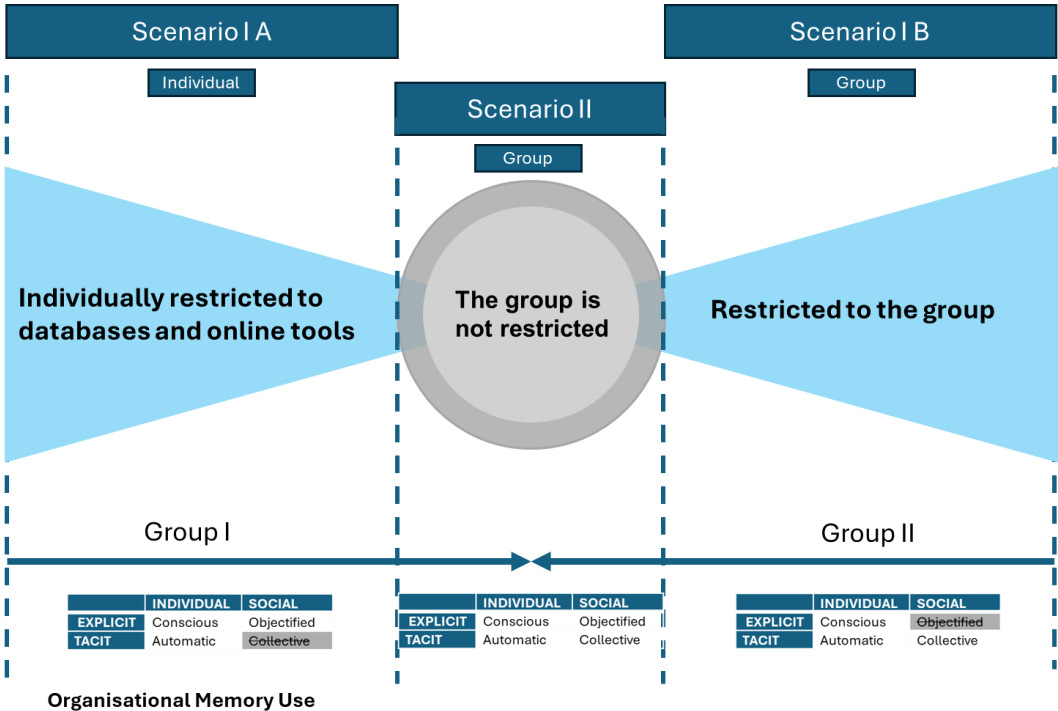 Scenario I A
Scenario I B
Individual
Group
Scenario II
Group
Individually restricted to
databases and online tools
The group is
not restricted
Restricted to the group
Group I
Group II
INDIVIDUAL SOCIAL
EXPLICIT Conscious Objectified
TACIT Automatic Collective
INDIVIDUAL SOCIAL
EXPLICIT Conscious Objectified
TACIT Automatic Collective
INDIVIDUAL SOCIAL
EXPLICIT Conscious Objectified
TACIT Automatic Collective
Organisational Memory Use